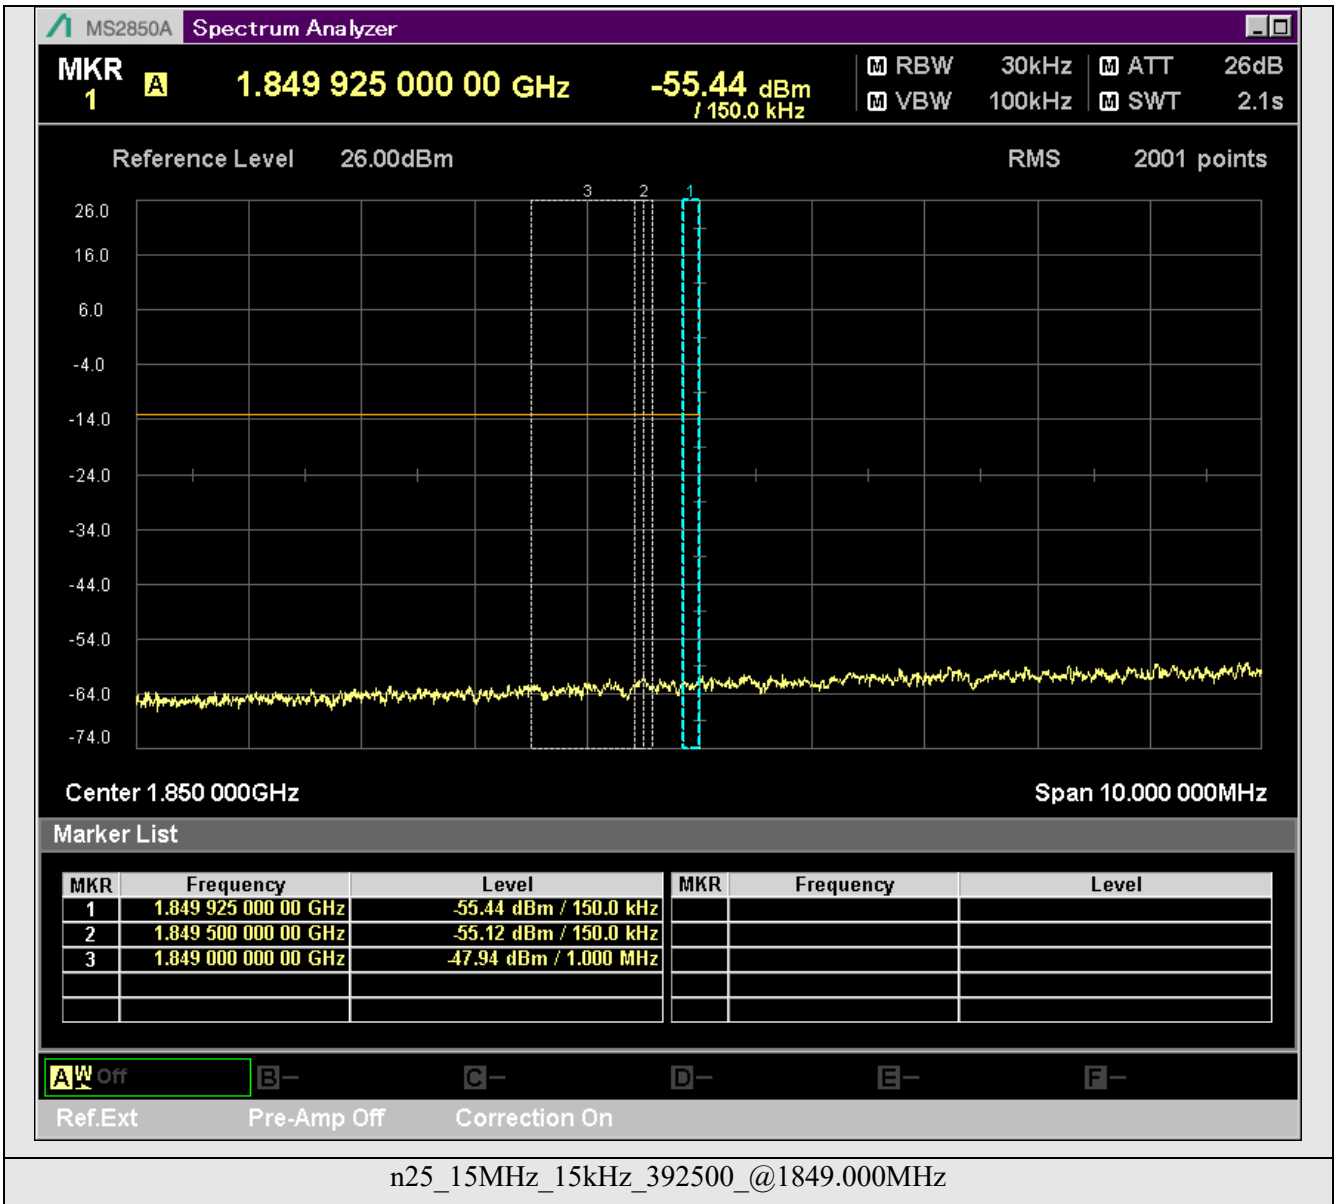 MS2850A Spectrum Analyzer
MKR 1 A 1.849 925 000 00 GHz -55.44 dBm / 150.0 kHz
M RBW 30kHz M ATT 26dB
M VBW 100kHz M SWT 2.1s
Reference Level 26.00dBm RMS 2001 points
3 2 1
26.0
16.0
6.0
-4.0
-14.0
-24.0
-34.0
-44.0
-54.0
-64.0
-74.0
Center 1.850 000GHz Span 10.000 000MHz
Marker List
MKR Frequency Level MKR Frequency Level
1 1.849 925 000 00 GHz -55.44 dBm / 150.0 kHz
2 1.849 500 000 00 GHz -55.12 dBm / 150.0 kHz
3 1.849 000 000 00 GHz -47.94 dBm / 1.000 MHz
A W Off B- C- D- E- F-
Ref.Ext Pre-Amp Off Correction On
n25_15MHz_15kHz_392500_@1849.000MHz